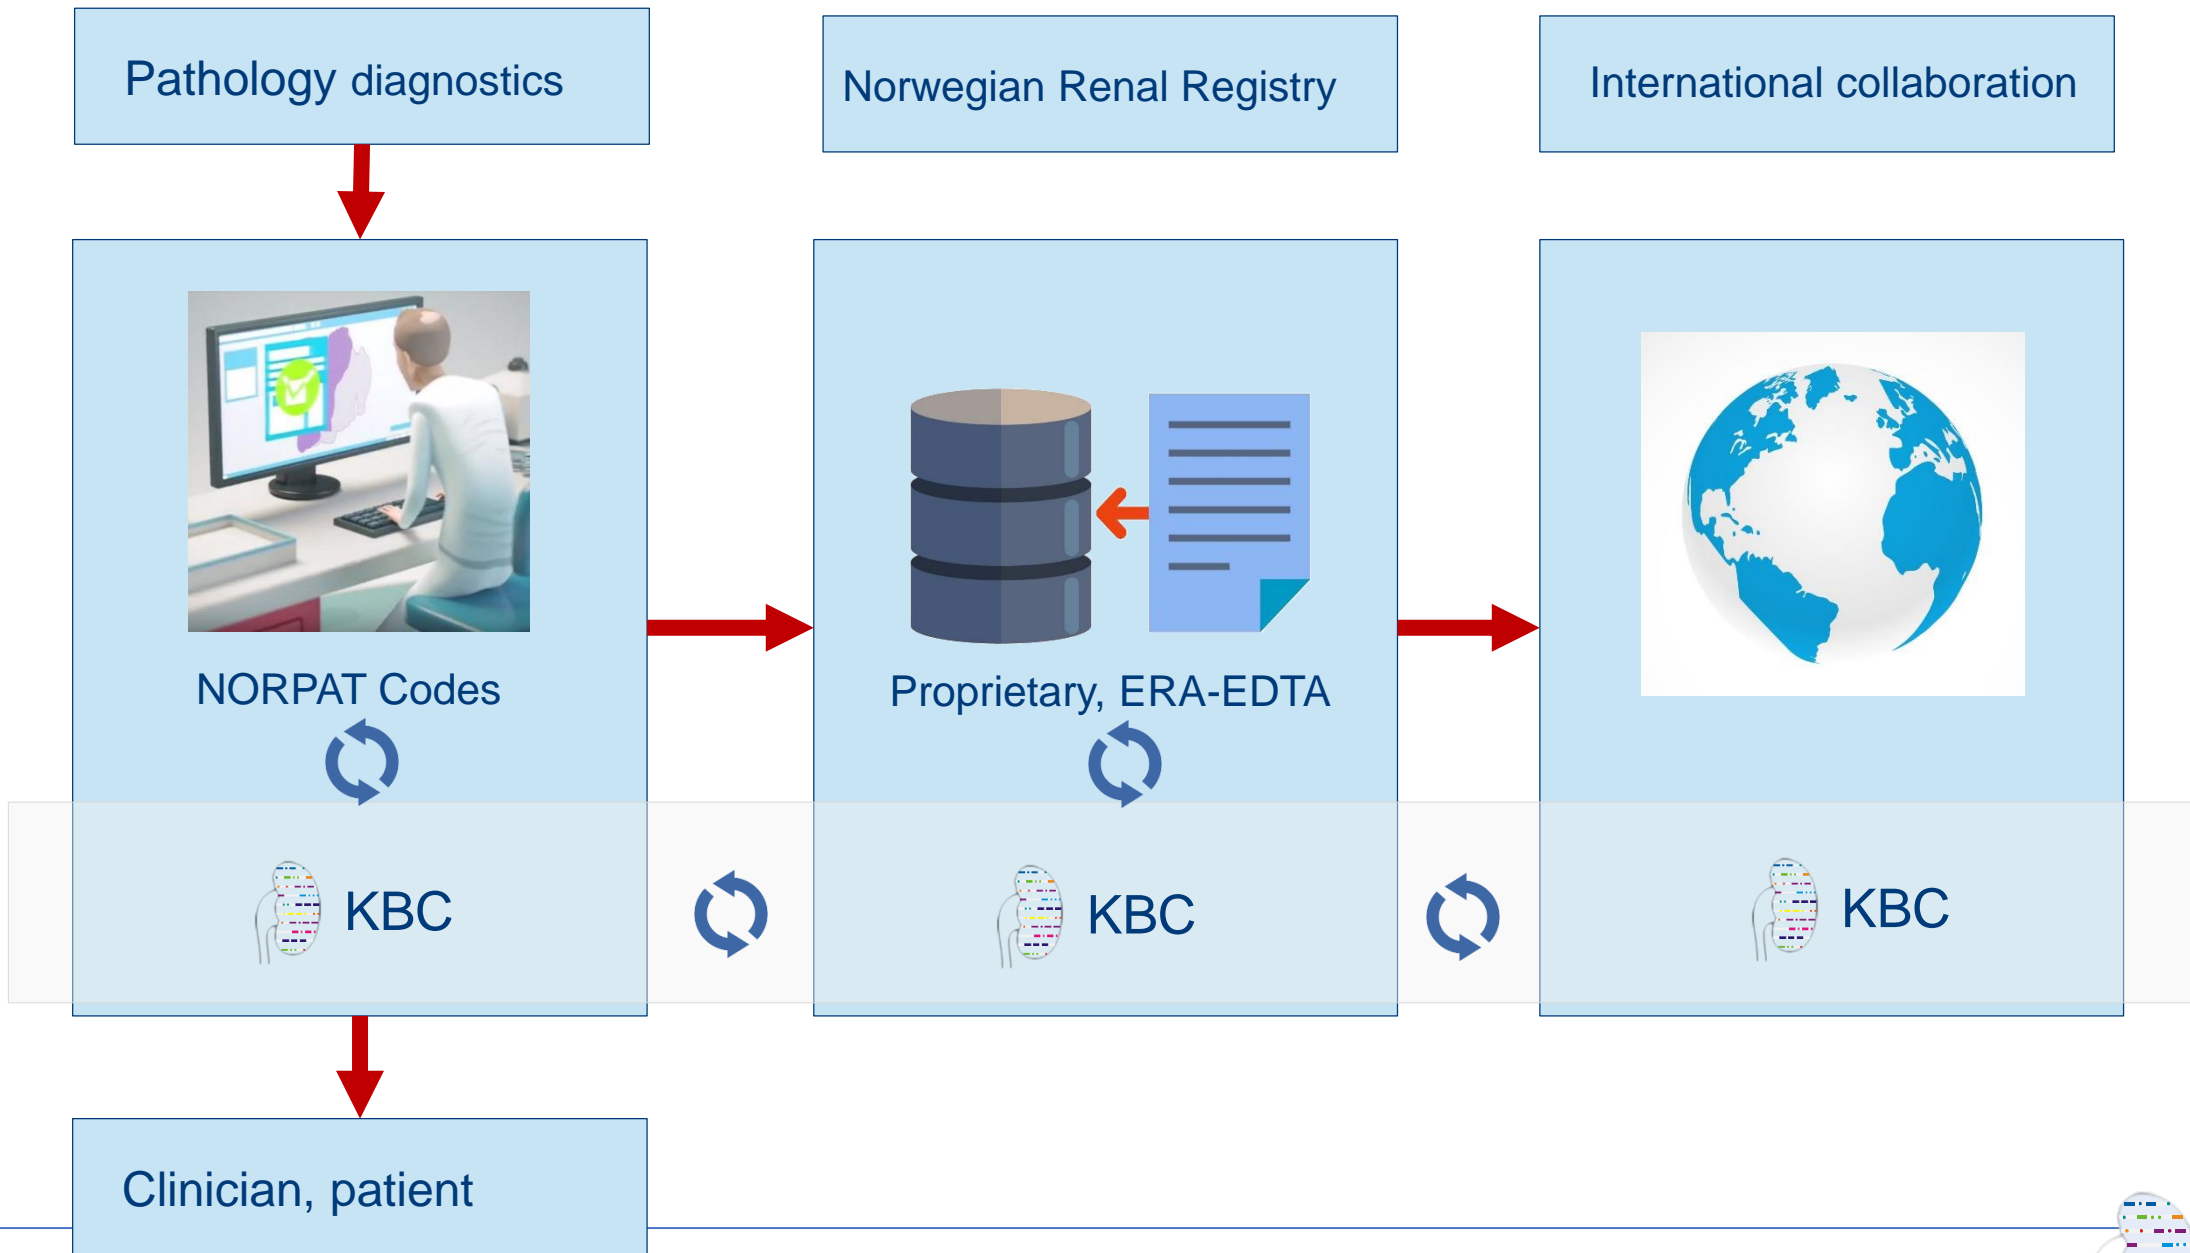 Pathology diagnostics
Norwegian Renal Registry
International collaboration
NORPAT Codes
Proprietary, ERA-EDTA
KBC
KBC
KBC
Clinician, patient